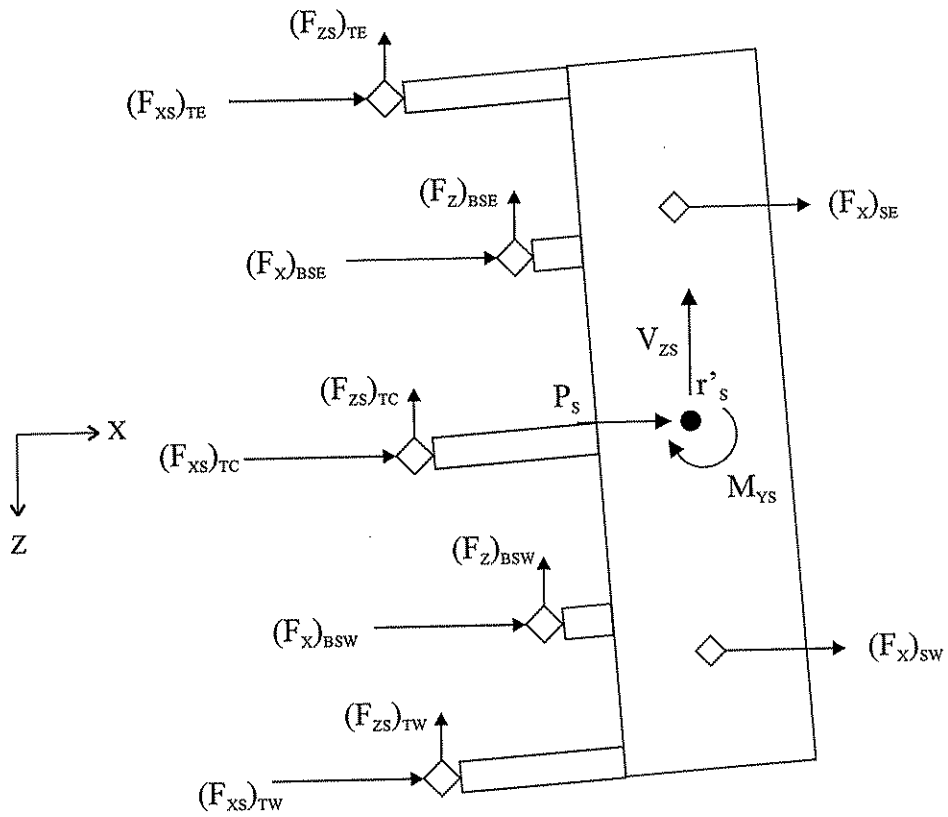 (F_ZS)_TE
(F_XS)_TE
(F_Z)_BSE
(F_X)_SE
(F_X)_BSE
V_ZS
(F_ZS)_TC
P_S
r'_S
X
(F_XS)_TC
M_YS
Z
(F_Z)_BSW
(F_X)_BSW
(F_X)_SW
(F_ZS)_TW
(F_XS)_TW